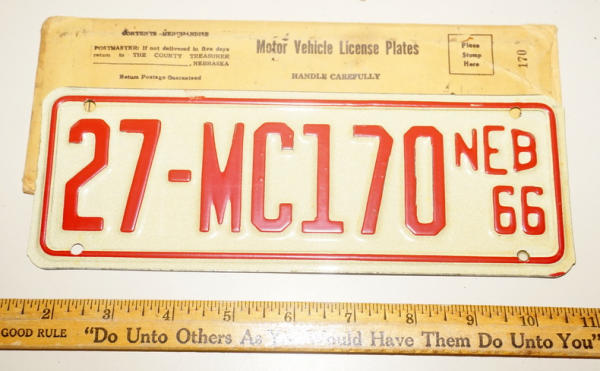 CONTENTS-MERCHANDISE
POSTMASTER: If not delivered in five days
return to THE COUNTY TREASURER
, NEBRASKA
Return Postage Guaranteed
Motor Vehicle License Plates
HANDLE CAREFULLY
Place
Stamp
Here
170
27-MC170
NEB
66
2 3 4 5 6 7 8 9 10 11
GOOD RULE "Do Unto Others As You Would Have Them Do Unto You"